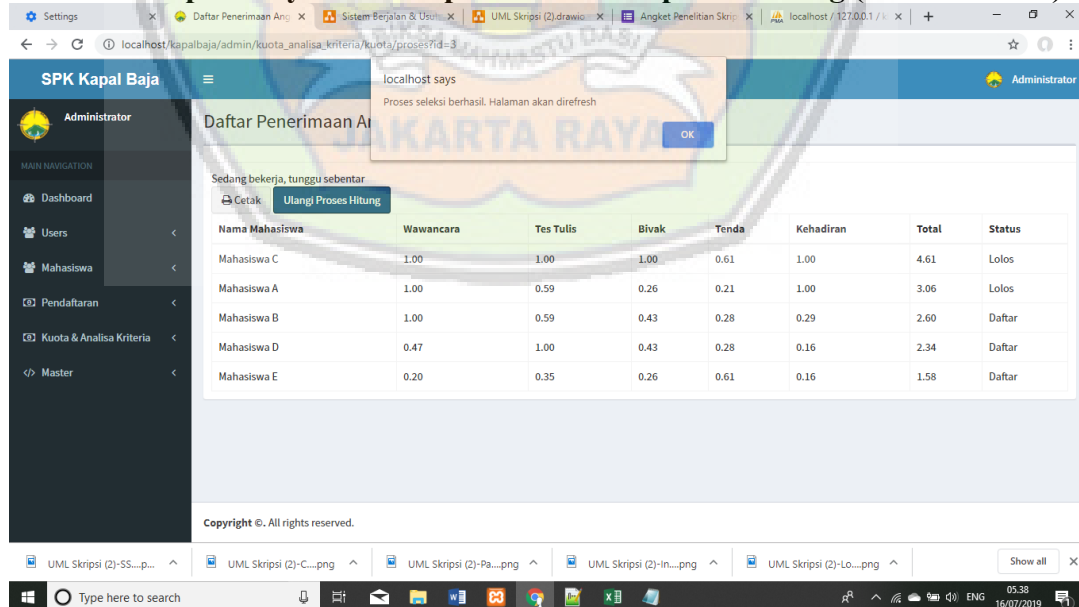 Settings
Daftar Penerimaan Ang
Sistem Berjalan & Usula
UML Skripsi (2).drawio
Angket Penelitian Skrip
localhost / 127.0.0.1 / k
localhost/kapalbaja/admin/kuota_analisa_kriteria/kuota/proses?id=3
SPK Kapal Baja
Administrator
localhost says
Proses seleksi berhasil. Halaman akan direfresh
OK
Administrator
Daftar Penerimaan An
JAKARTA RAYA
MAIN NAVIGATION
Dashboard
Users
Mahasiswa
Pendaftaran
Kuota & Analisa Kriteria
Master
Sedang bekerja, tunggu sebentar
Cetak Ulangi Proses Hitung
Nama Mahasiswa Wawancara Tes Tulis Bivak Tenda Kehadiran Total Status
Mahasiswa C 1.00 1.00 1.00 0.61 1.00 4.61 Lolos
Mahasiswa A 1.00 0.59 0.26 0.21 1.00 3.06 Lolos
Mahasiswa B 1.00 0.59 0.43 0.28 0.29 2.60 Daftar
Mahasiswa D 0.47 1.00 0.43 0.28 0.16 2.34 Daftar
Mahasiswa E 0.20 0.35 0.26 0.61 0.16 1.58 Daftar
Copyright ©. All rights reserved.
UML Skripsi (2)-SS....p...
UML Skripsi (2)-C....png
UML Skripsi (2)-Pa....png
UML Skripsi (2)-In....png
UML Skripsi (2)-Lo....png
Show all
Type here to search
ENG
05.38
16/07/2019